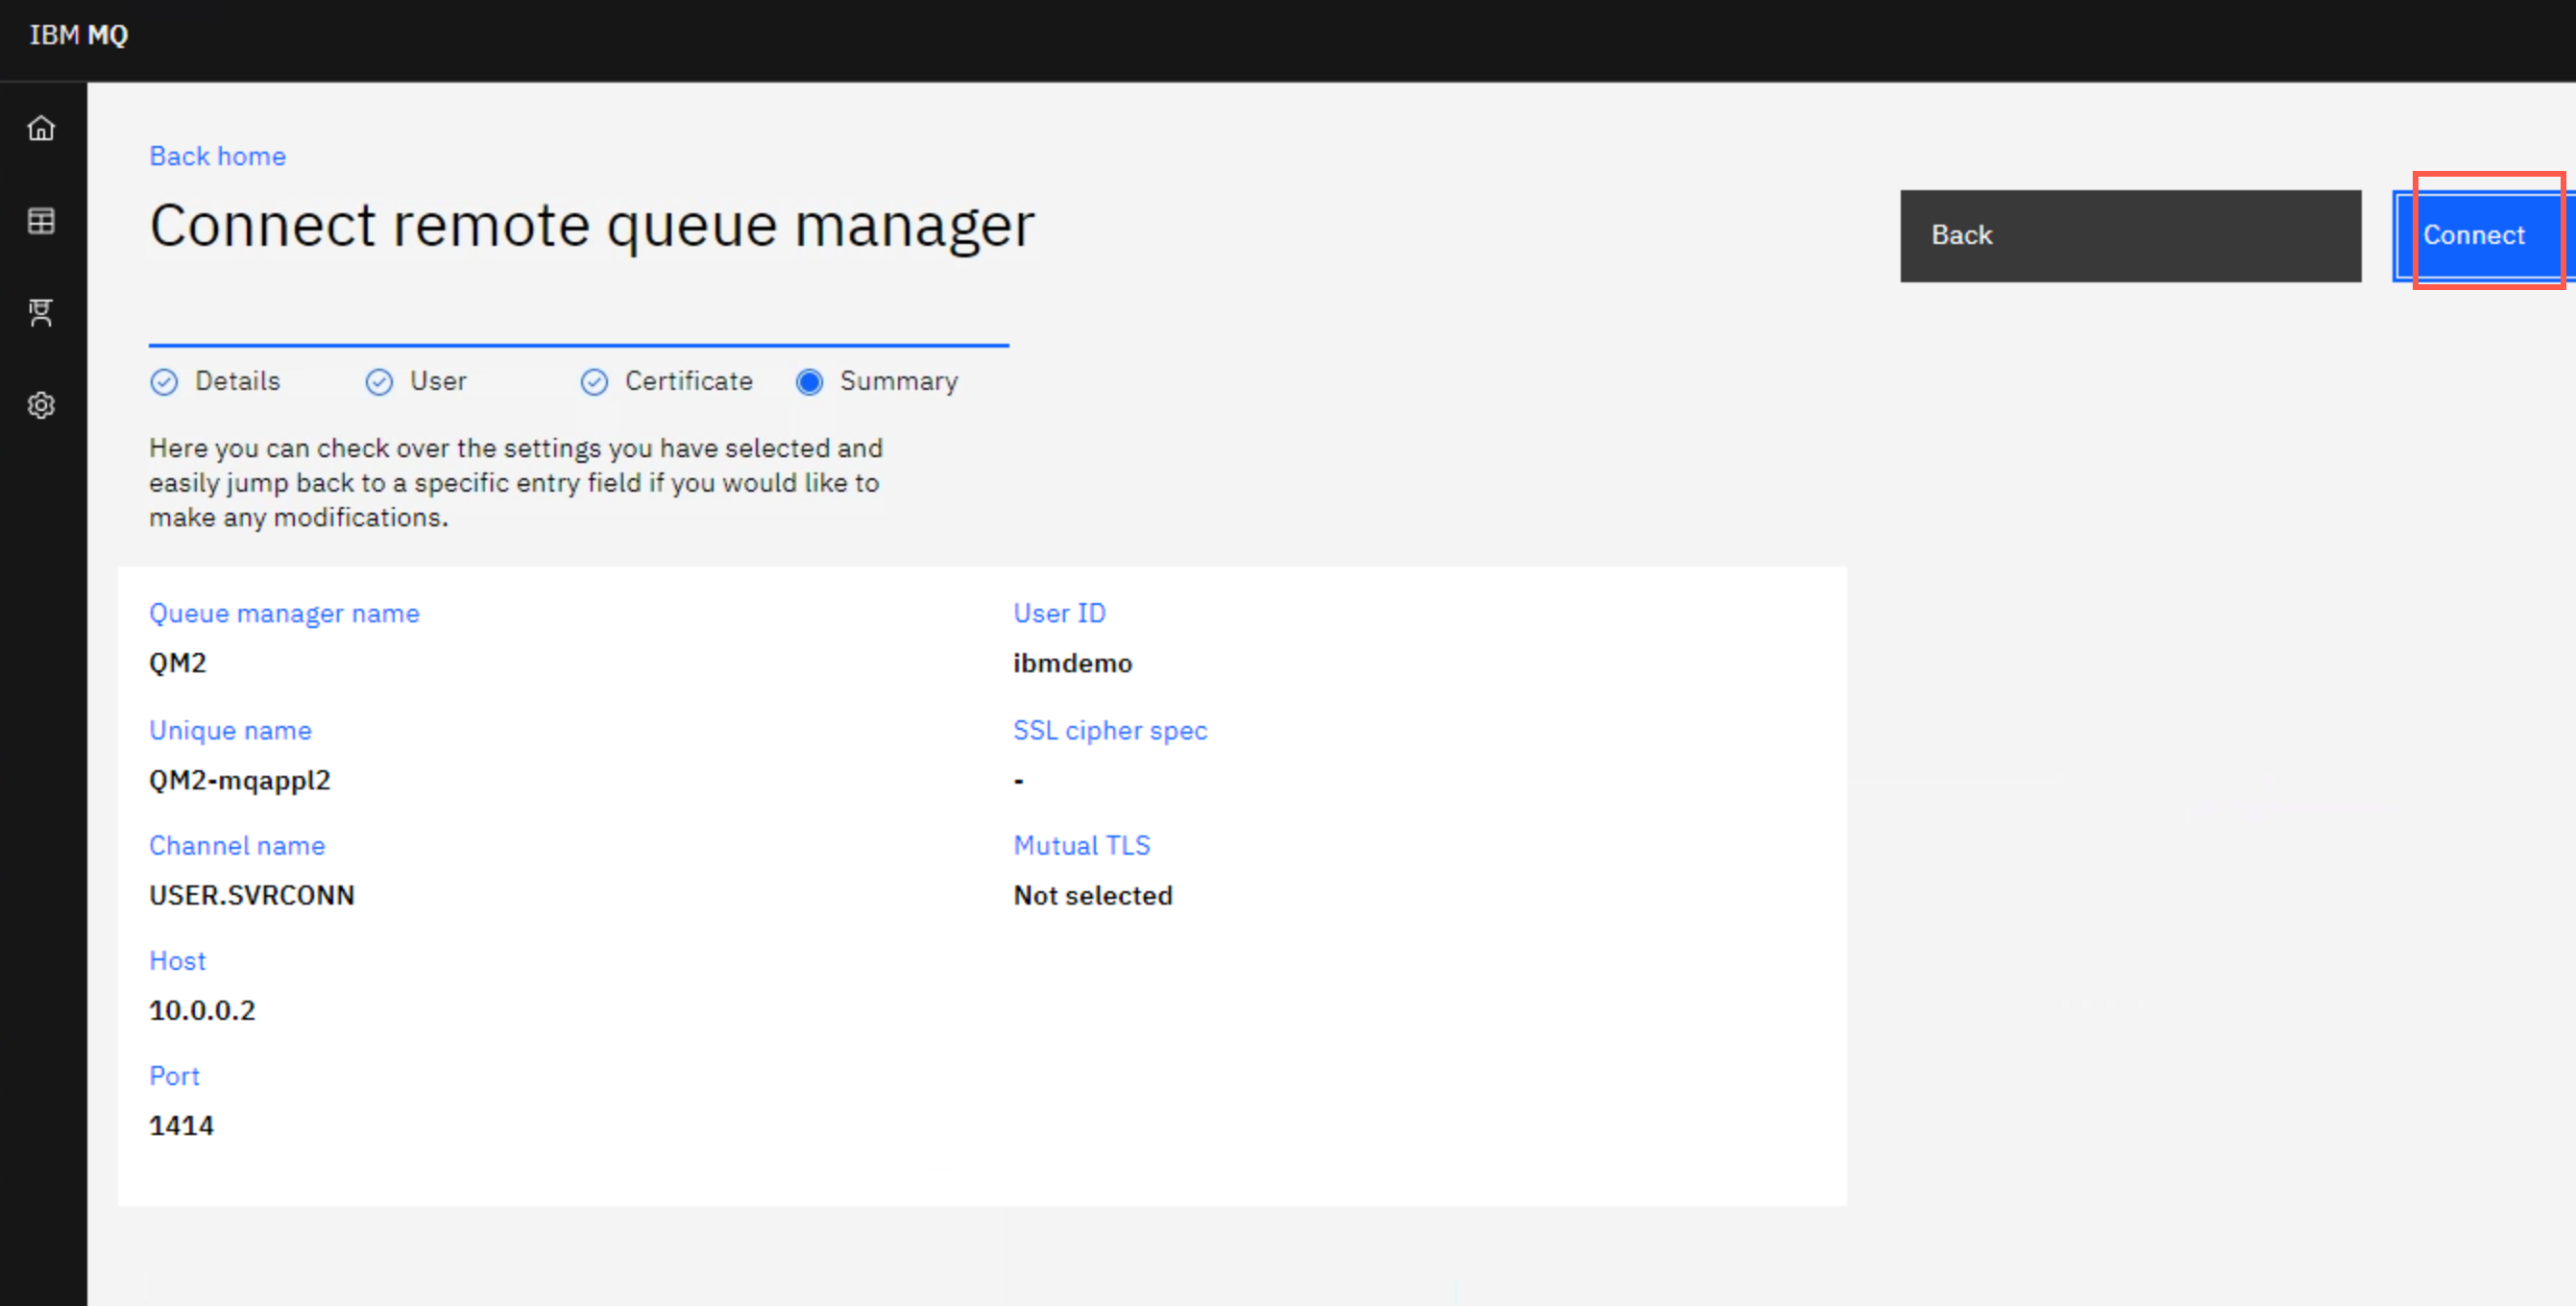 IBM MQ
Back home
Connect remote queue manager
Back
Connect
Details
User
Certificate
Summary
Here you can check over the settings you have selected and
easily jump back to a specific entry field if you would like to
make any modifications.
Queue manager name
QM2
Unique name
QM2-mqappl2
Channel name
USER.SVRCONN
Host
10.0.0.2
Port
1414
User ID
ibmdemo
SSL cipher spec
-
Mutual TLS
Not selected